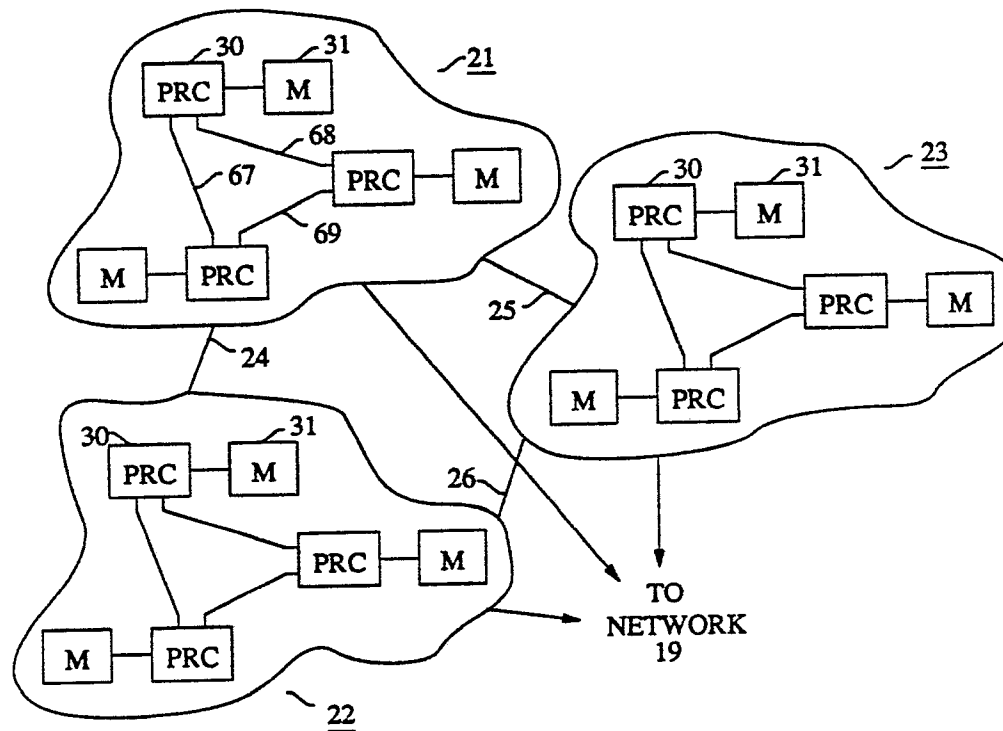 30 31 21
PRC M
68
67 PRC M
69
M PRC
23
30 31
PRC M
PRC M
M PRC
25
24
30 31
PRC M
26
PRC M
M PRC
22
TO
NETWORK
19